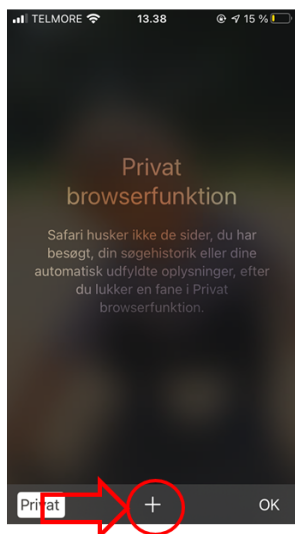 TELMORE 13.38 15 %
Privat
browserfunktion
Safari husker ikke de sider, du har
besøgt, din søgehistorik eller dine
automatisk udfyldte oplysninger, efter
du lukker en fane i Privat
browserfunktion.
Privat + OK